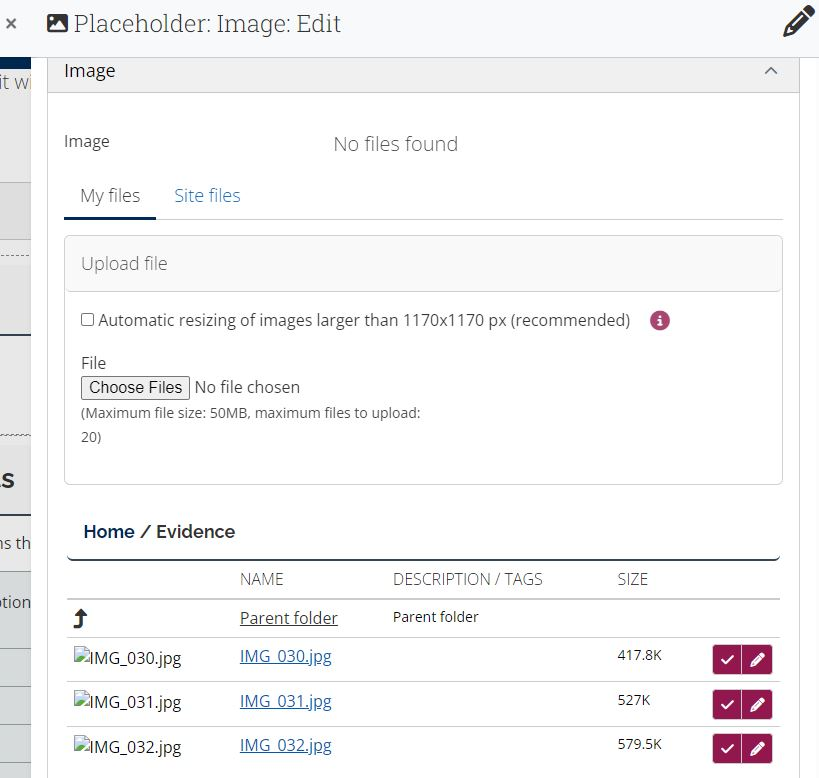 × Placeholder: Image: Edit
it wi
Image
Image No files found
My files Site files
Upload file
Automatic resizing of images larger than 1170x1170 px (recommended)
File
Choose Files No file chosen
(Maximum file size: 50MB, maximum files to upload:
20)
s
Home / Evidence
ns th
NAME DESCRIPTION / TAGS SIZE
ption
Parent folder Parent folder
IMG_030.jpg IMG_030.jpg 417.8K
IMG_031.jpg IMG_031.jpg 527K
IMG_032.jpg IMG_032.jpg 579.5K